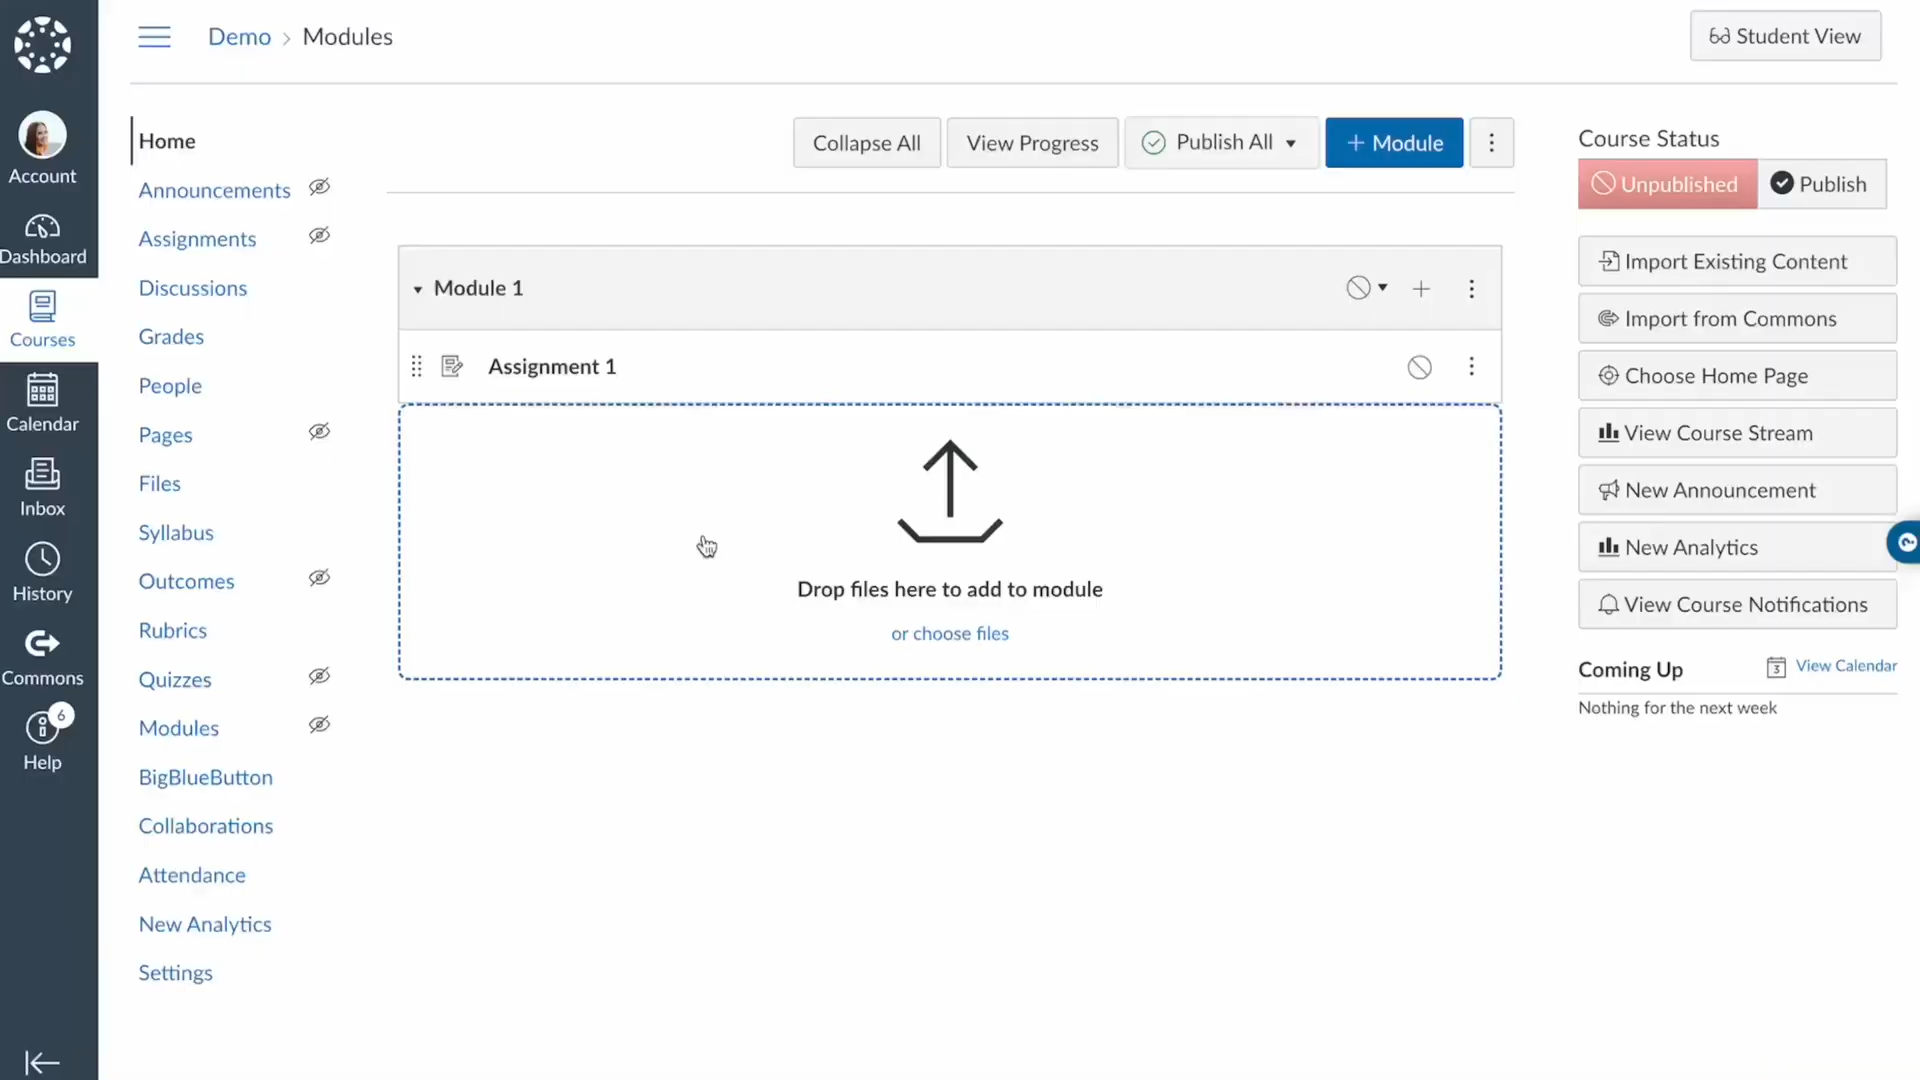 Demo > Modules
Student View
Account
Dashboard
Courses
Calendar
Inbox
History
Commons
6
Help
Home
Announcements
Assignments
Discussions
Grades
People
Pages
Files
Syllabus
Outcomes
Rubrics
Quizzes
Modules
BigBlueButton
Collaborations
Attendance
New Analytics
Settings
Collapse All
View Progress
Publish All
+ Module
Module 1
Assignment 1
Drop files here to add to module
or choose files
Course Status
Unpublished
Publish
Import Existing Content
Import from Commons
Choose Home Page
View Course Stream
New Announcement
New Analytics
View Course Notifications
Coming Up
3
View Calendar
Nothing for the next week